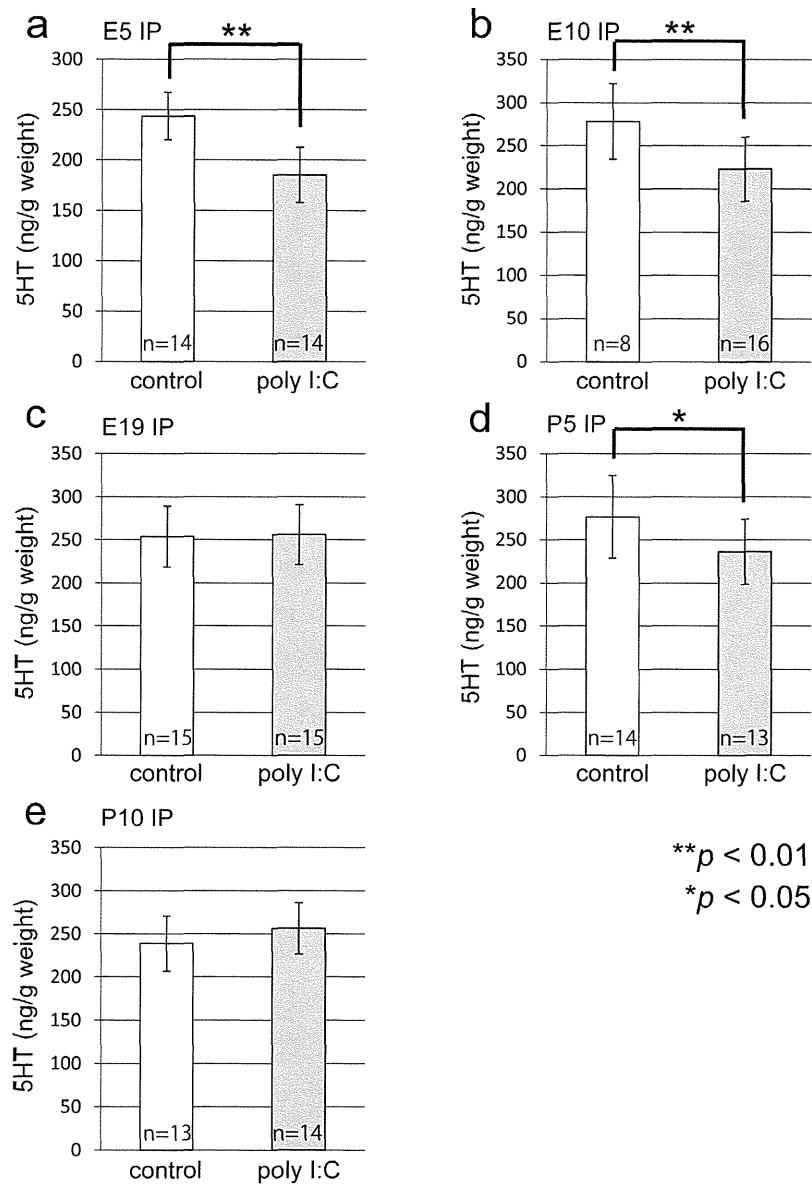 a E5 IP
**
300
250
200
150
100
50
0
5HT (ng/g weight)
n=14
n=14
control
poly I:C
b E10 IP
**
350
300
250
200
150
100
50
0
5HT (ng/g weight)
n=8
n=16
control
poly I:C
c E19 IP
350
300
250
200
150
100
50
0
5HT (ng/g weight)
n=15
n=15
control
poly I:C
d P5 IP
*
350
300
250
200
150
100
50
0
5HT (ng/g weight)
n=14
n=13
control
poly I:C
e P10 IP
350
300
250
200
150
100
50
0
5HT (ng/g weight)
n=13
n=14
control
poly I:C
**p < 0.01
*p < 0.05